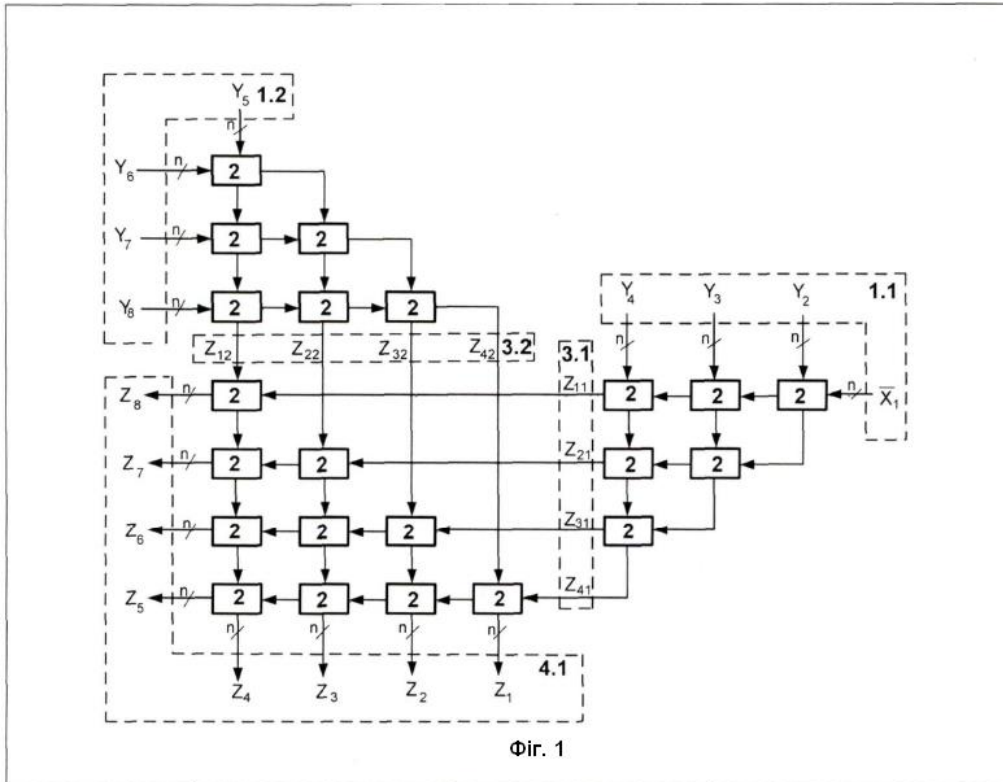 Y5 1.2
n
Y6 n 2
Y7 n 2 2
Y8 n 2 2 2
Y4 Y3 Y2 1.1
n n n
Z12 Z22 Z32 Z42 3.2 3.1
Z8 n 2 Z11 2 2 2 n X̅1
Z7 n 2 2 Z21 2 2
Z6 n 2 2 2 Z31 2
Z5 n 2 2 2 2 Z41
n n n n
4.1
Z4 Z3 Z2 Z1
Фіг. 1